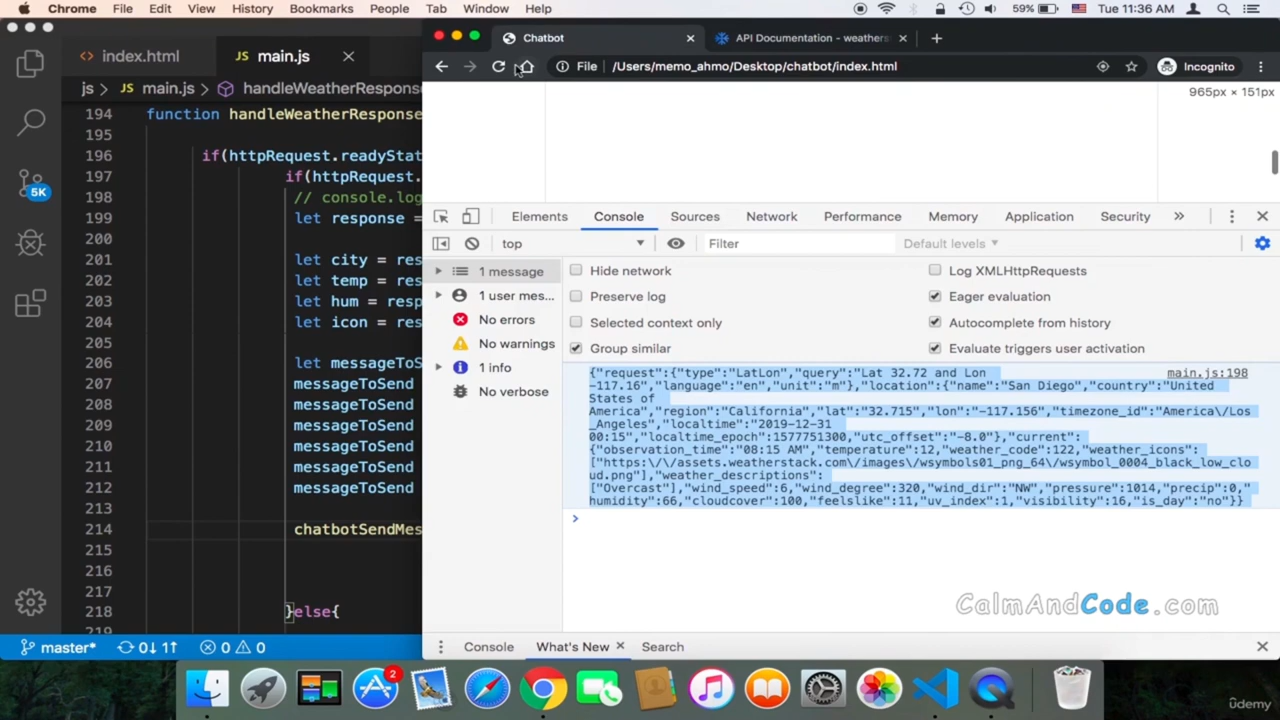 Chrome File Edit View History Bookmarks People Tab Window Help 59% Tue 11:36 AM
index.html JS main.js
js > JS main.js > handleWeatherResponse
Chatbot API Documentation - weathers
File /Users/memo_ahmo/Desktop/chatbot/index.html Incognito
965px × 151px
5K
194 function handleWeatherResponse
195
196 if(httpRequest.readyStat
197 if(httpRequest.
198 // console.log
199 let response =
200
201 let city = res
202 let temp = res
203 let hum = resp
204 let icon = res
205
206 let messageToS
207 messageToSend
208 messageToSend
209 messageToSend
210 messageToSend
211 messageToSend
212 messageToSend
213
214 chatbotSendMes
215
216
217
218 }else{
219
Elements Console Sources Network Performance Memory Application Security »
top Filter Default levels
1 message
1 user mes...
No errors
No warnings
1 info
No verbose
Hide network Log XMLHttpRequests
Preserve log Eager evaluation
Selected context only Autocomplete from history
Group similar Evaluate triggers user activation
{"request":{"type":"LatLon","query":"Lat 32.72 and Lon main.js:198
-117.16","language":"en","unit":"m"},"location":{"name":"San Diego","country":"United
States of
America","region":"California","lat":"32.715","lon":"-117.156","timezone_id":"America\/Los
_Angeles","localtime":"2019-12-31
00:15","localtime_epoch":1577751300,"utc_offset":"-8.0"},"current":
{"observation_time":"08:15 AM","temperature":12,"weather_code":122,"weather_icons":
["https:\/\/assets.weatherstack.com\/images\/wsymbols01_png_64\/wsymbol_0004_black_low_clo
ud.png"],"weather_descriptions":
["Overcast"],"wind_speed":6,"wind_degree":320,"wind_dir":"NW","pressure":1014,"precip":0,"
humidity":66,"cloudcover":100,"feelslike":11,"uv_index":1,"visibility":16,"is_day":"no"}}
>
CalmAndCode.com
master* 0↓ 1↑ 0 0
Console What's New Search
2
ûdemy